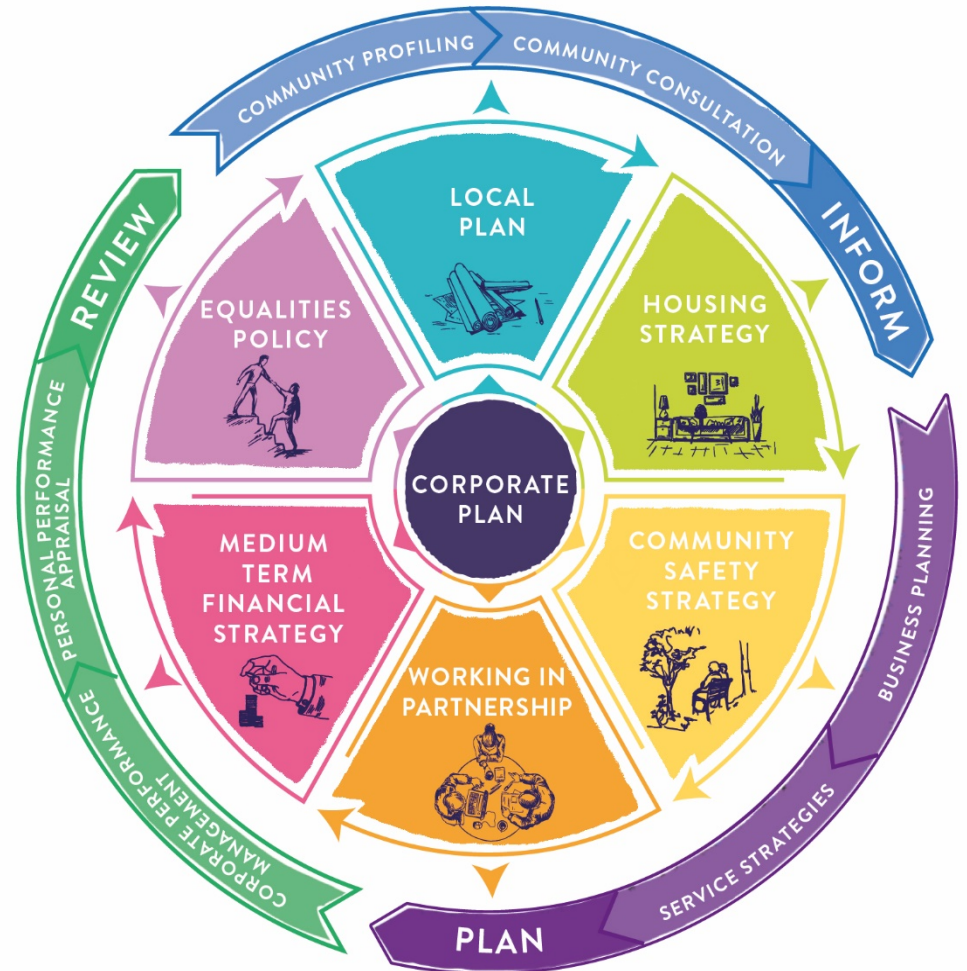 COMMUNITY PROFILING
COMMUNITY CONSULTATION
INFORM
BUSINESS PLANNING
SERVICE STRATEGIES
PLAN
CORPORATE PERFORMANCE
MANAGEMENT
PERSONAL PERFORMANCE
APPRAISAL
REVIEW
LOCAL
PLAN
HOUSING
STRATEGY
COMMUNITY
SAFETY
STRATEGY
WORKING IN
PARTNERSHIP
MEDIUM
TERM
FINANCIAL
STRATEGY
EQUALITIES
POLICY
CORPORATE
PLAN